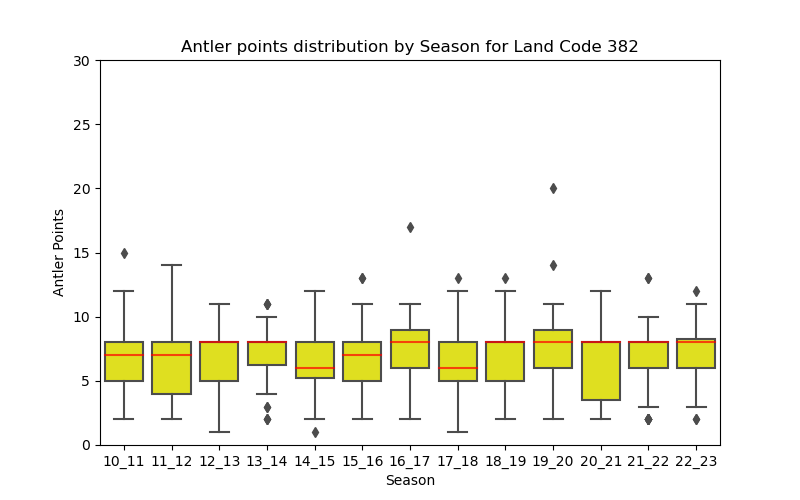 Antler points distribution by Season for Land Code 382
30
25
20
15
10
5
0
Antler Points
10_11 11_12 12_13 13_14 14_15 15_16 16_17 17_18 18_19 19_20 20_21 21_22 22_23
Season